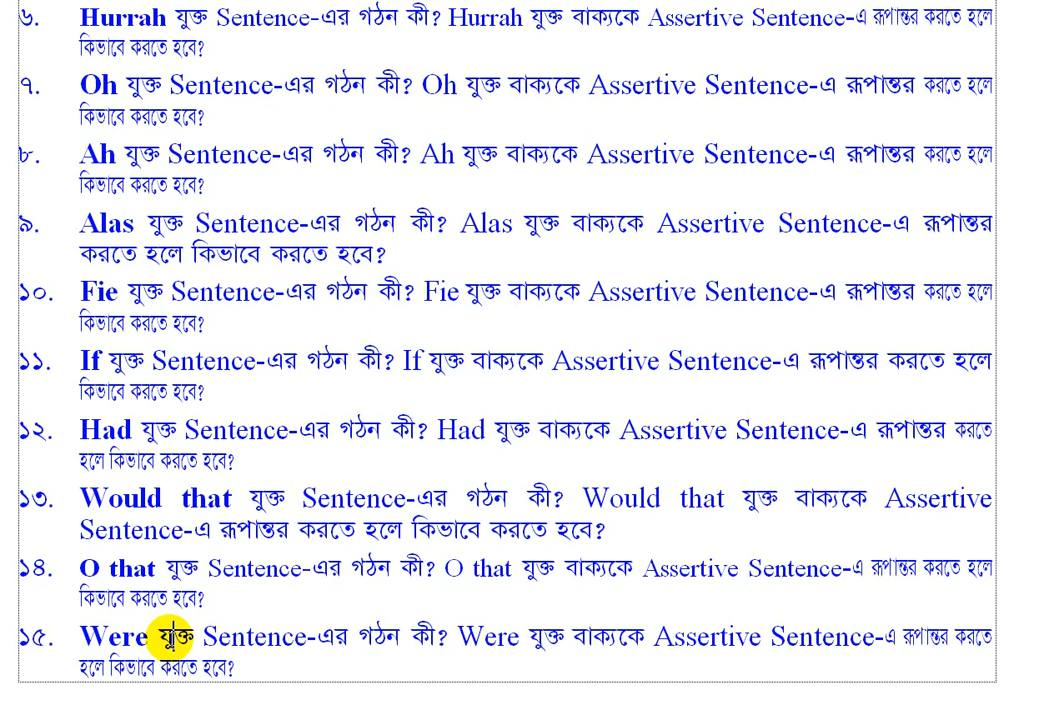 ৬. Hurrah যুক্ত Sentence-এর গঠন কী? Hurrah যুক্ত বাক্যকে Assertive Sentence-এ রূপান্তর করতে হলে
কিভাবে করতে হবে?
৭. Oh যুক্ত Sentence-এর গঠন কী? Oh যুক্ত বাক্যকে Assertive Sentence-এ রূপান্তর করতে হলে
কিভাবে করতে হবে?
৮. Ah যুক্ত Sentence-এর গঠন কী? Ah যুক্ত বাক্যকে Assertive Sentence-এ রূপান্তর করতে হলে
কিভাবে করতে হবে?
৯. Alas যুক্ত Sentence-এর গঠন কী? Alas যুক্ত বাক্যকে Assertive Sentence-এ রূপান্তর
করতে হলে কিভাবে করতে হবে?
১০. Fie যুক্ত Sentence-এর গঠন কী? Fie যুক্ত বাক্যকে Assertive Sentence-এ রূপান্তর করতে হলে
কিভাবে করতে হবে?
১১. If যুক্ত Sentence-এর গঠন কী? If যুক্ত বাক্যকে Assertive Sentence-এ রূপান্তর করতে হলে
কিভাবে করতে হবে?
১২. Had যুক্ত Sentence-এর গঠন কী? Had যুক্ত বাক্যকে Assertive Sentence-এ রূপান্তর করতে
হলে কিভাবে করতে হবে?
১৩. Would that যুক্ত Sentence-এর গঠন কী? Would that যুক্ত বাক্যকে Assertive
Sentence-এ রূপান্তর করতে হলে কিভাবে করতে হবে?
১৪. O that যুক্ত Sentence-এর গঠন কী? O that যুক্ত বাক্যকে Assertive Sentence-এ রূপান্তর করতে হলে
কিভাবে করতে হবে?
১৫. Were যুক্ত Sentence-এর গঠন কী? Were যুক্ত বাক্যকে Assertive Sentence-এ রূপান্তর করতে
হলে কিভাবে করতে হবে?